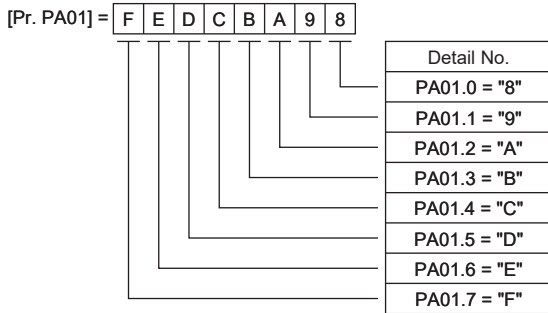 [Pr. PA01] = F E D C B A 9 8
Detail No.
PA01.0 = "8"
PA01.1 = "9"
PA01.2 = "A"
PA01.3 = "B"
PA01.4 = "C"
PA01.5 = "D"
PA01.6 = "E"
PA01.7 = "F"